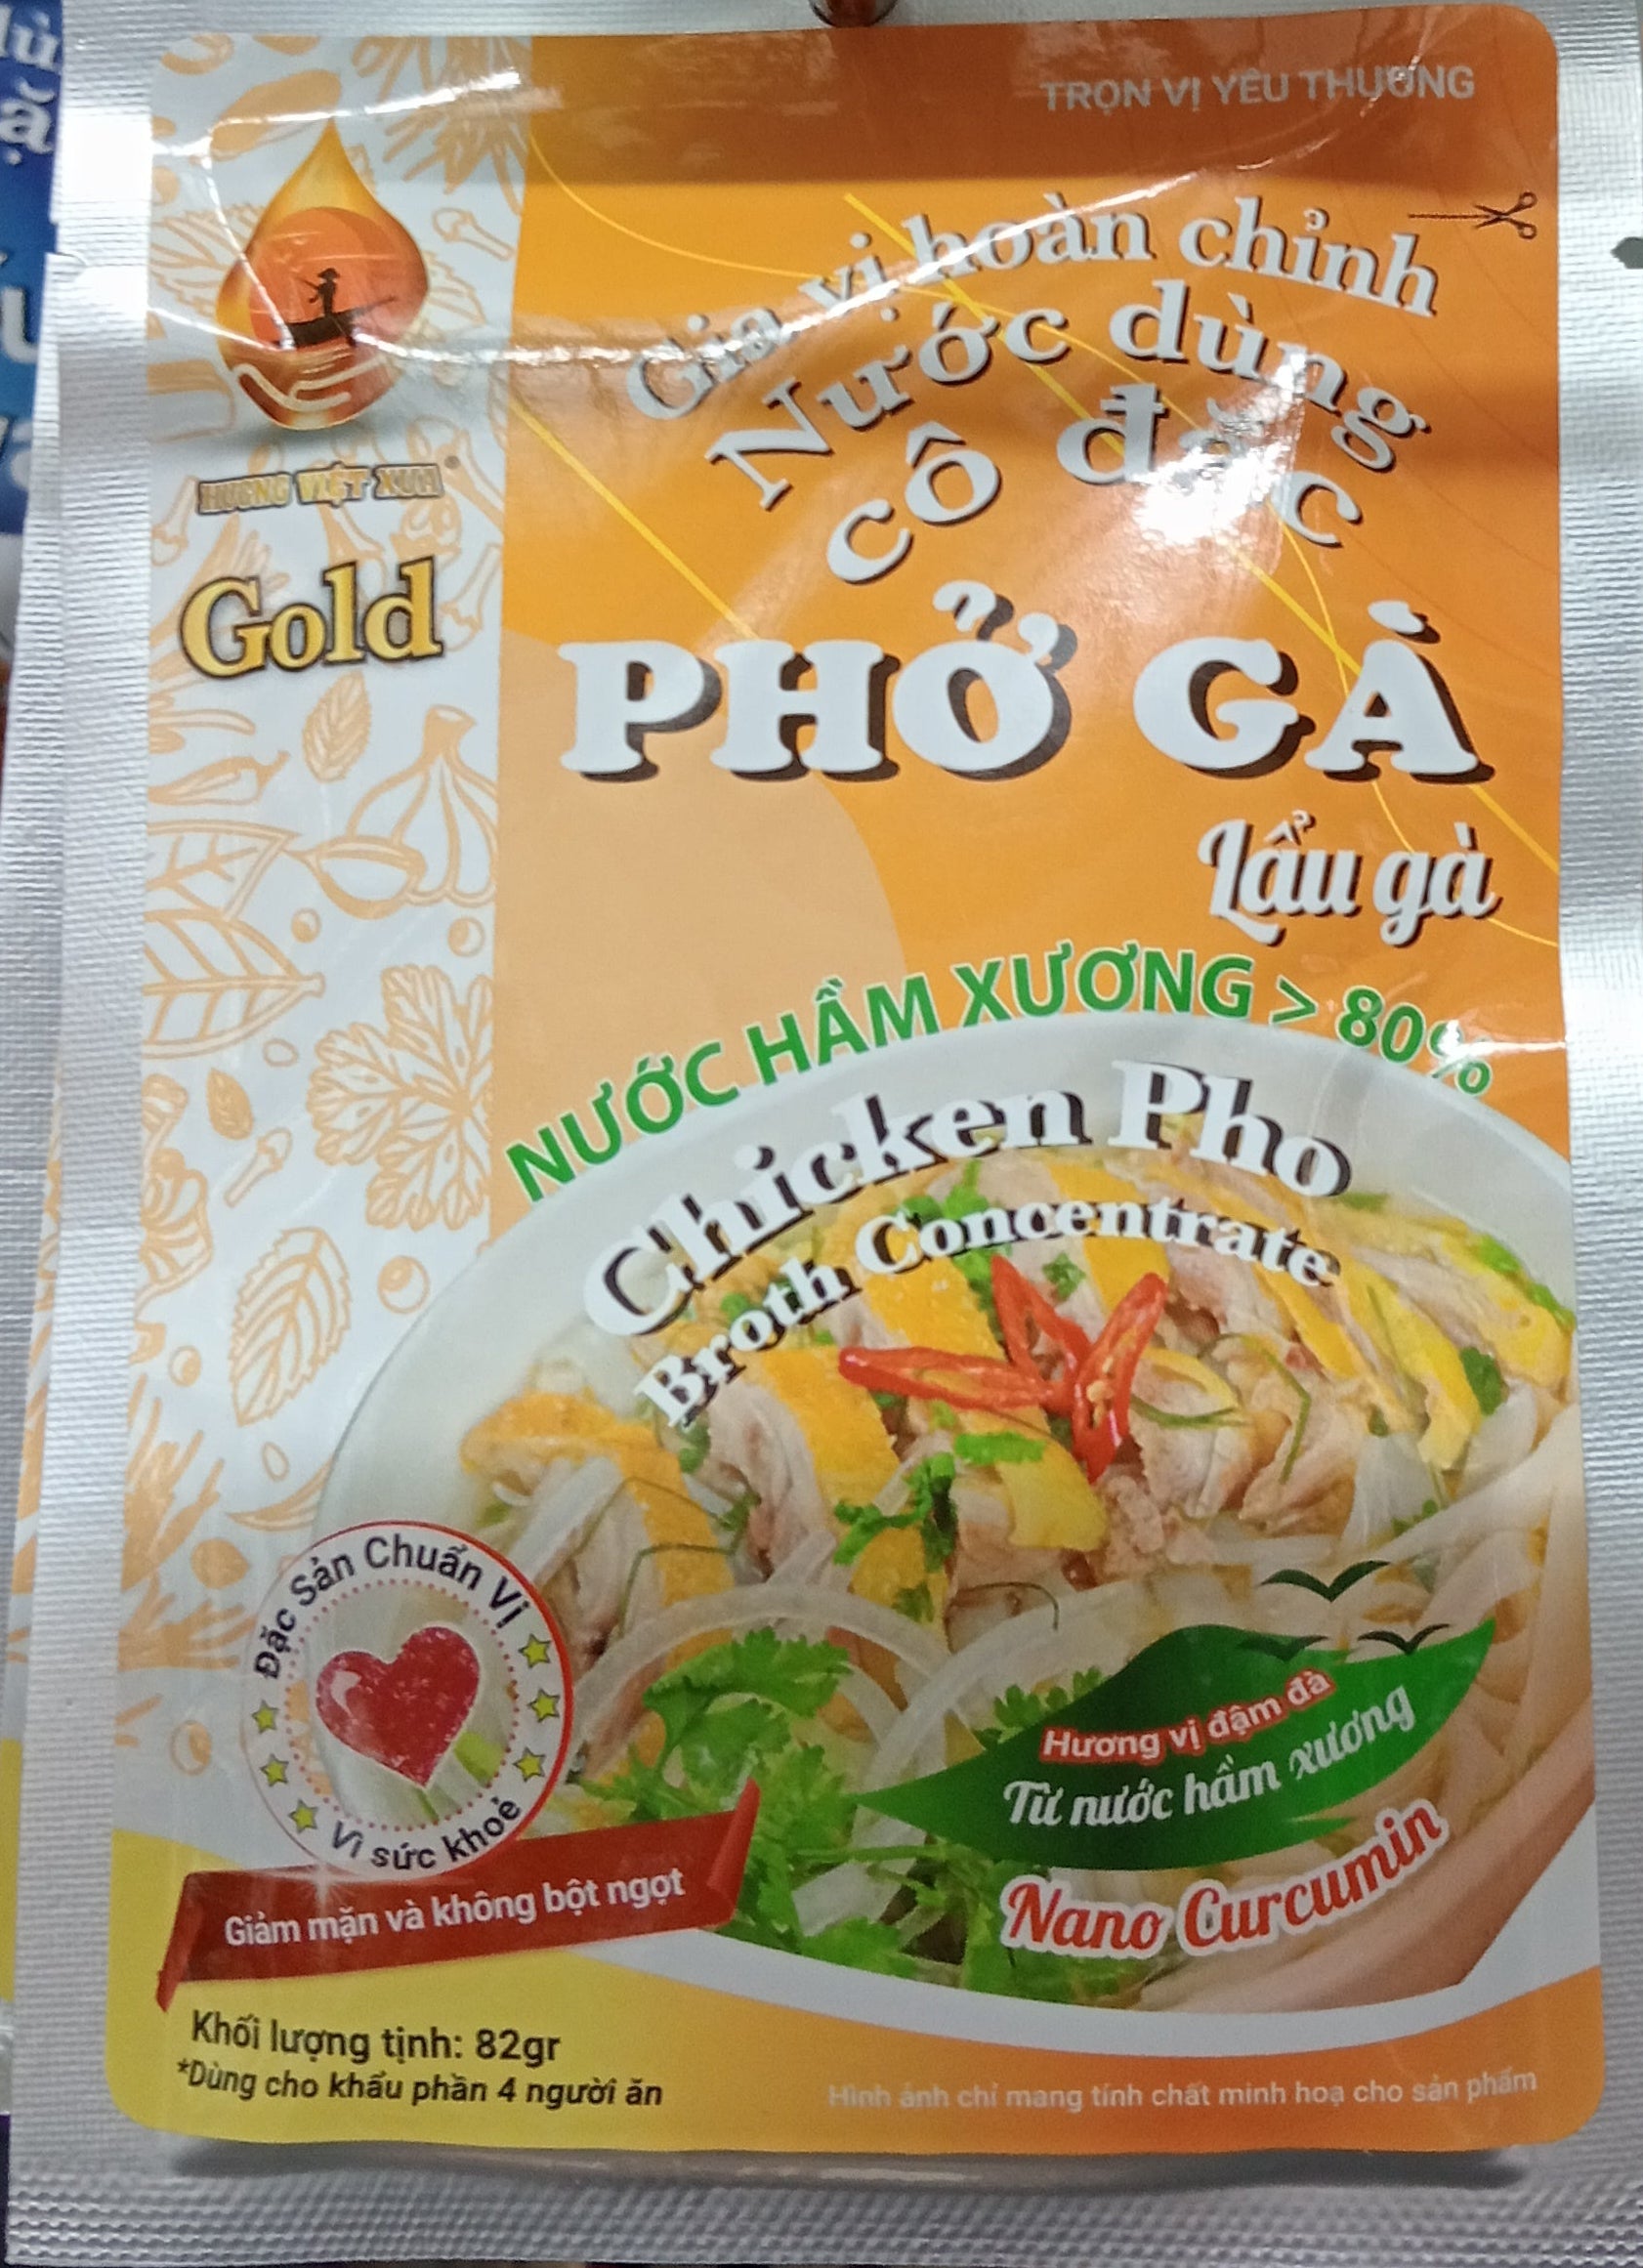 TRỌN VỊ YÊU THƯƠNG
Gia vị hoàn chỉnh
Nước dùng
cô đặc
PHỞ GÀ
Lẩu gà
HƯƠNG VIỆT XƯA
Gold
NƯỚC HẦM XƯƠNG > 80%
Chicken Pho
Broth Concentrate
Đặc Sản Chuẩn Vị
Vì sức khoẻ
Giảm mặn và không bột ngọt
Hương vị đậm đà
Từ nước hầm xương
Nano Curcumin
Khối lượng tịnh: 82gr
*Dùng cho khẩu phần 4 người ăn
Hình ảnh chỉ mang tính chất minh hoạ cho sản phẩm